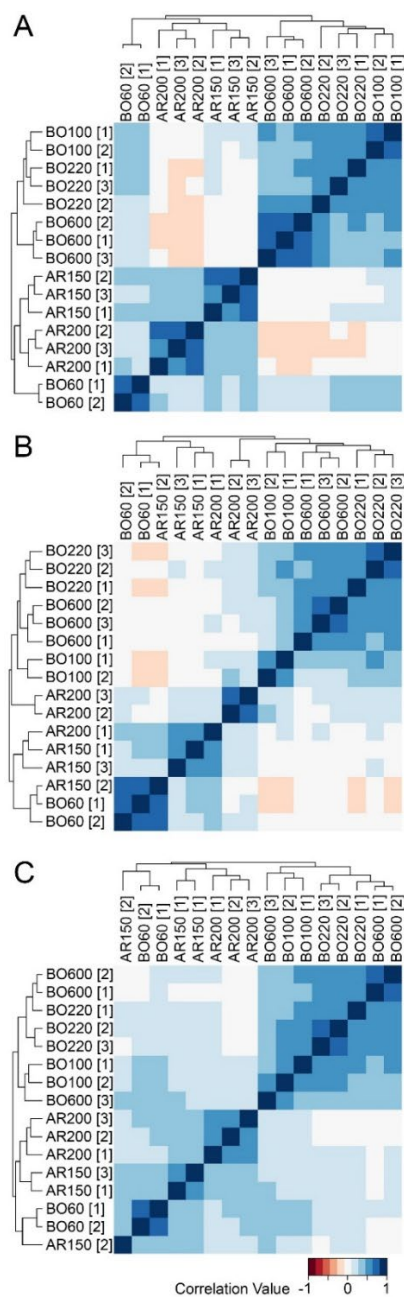 A
BO60 [2]
BO60 [1]
AR200 [1]
AR200 [3]
AR200 [2]
AR150 [1]
AR150 [3]
AR150 [2]
BO600 [3]
BO600 [1]
BO600 [2]
BO220 [2]
BO220 [3]
BO220 [1]
BO100 [2]
BO100 [1]
BO100 [1]
BO100 [2]
BO220 [1]
BO220 [3]
BO220 [2]
BO600 [2]
BO600 [1]
BO600 [3]
AR150 [2]
AR150 [3]
AR150 [1]
AR200 [2]
AR200 [3]
AR200 [1]
BO60 [1]
BO60 [2]
B
BO60 [2]
BO60 [1]
AR150 [2]
AR150 [3]
AR150 [1]
AR200 [1]
AR200 [2]
AR200 [3]
BO100 [2]
BO100 [1]
BO600 [1]
BO600 [3]
BO600 [2]
BO220 [1]
BO220 [2]
BO220 [3]
BO220 [3]
BO220 [2]
BO220 [1]
BO600 [2]
BO600 [3]
BO600 [1]
BO100 [1]
BO100 [2]
AR200 [3]
AR200 [2]
AR200 [1]
AR150 [1]
AR150 [3]
AR150 [2]
BO60 [1]
BO60 [2]
C
AR150 [2]
BO60 [2]
BO60 [1]
AR150 [1]
AR150 [1]
AR200 [1]
AR200 [2]
AR200 [3]
BO600 [3]
BO100 [2]
BO100 [1]
BO220 [3]
BO220 [2]
BO220 [1]
BO600 [1]
BO600 [2]
BO600 [2]
BO600 [1]
BO220 [1]
BO220 [2]
BO220 [3]
BO100 [1]
BO100 [2]
BO600 [3]
AR200 [3]
AR200 [2]
AR200 [1]
AR150 [3]
AR150 [1]
BO60 [1]
BO60 [2]
AR150 [2]
Correlation Value -1 0 1